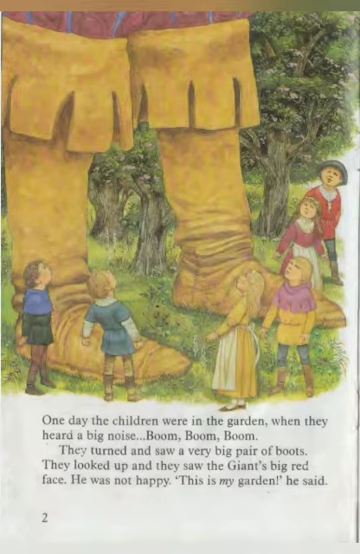 One day the children were in the garden, when they
heard a big noise...Boom, Boom, Boom.
They turned and saw a very big pair of boots.
They looked up and they saw the Giant's big red
face. He was not happy. 'This is my garden!' he said.
2